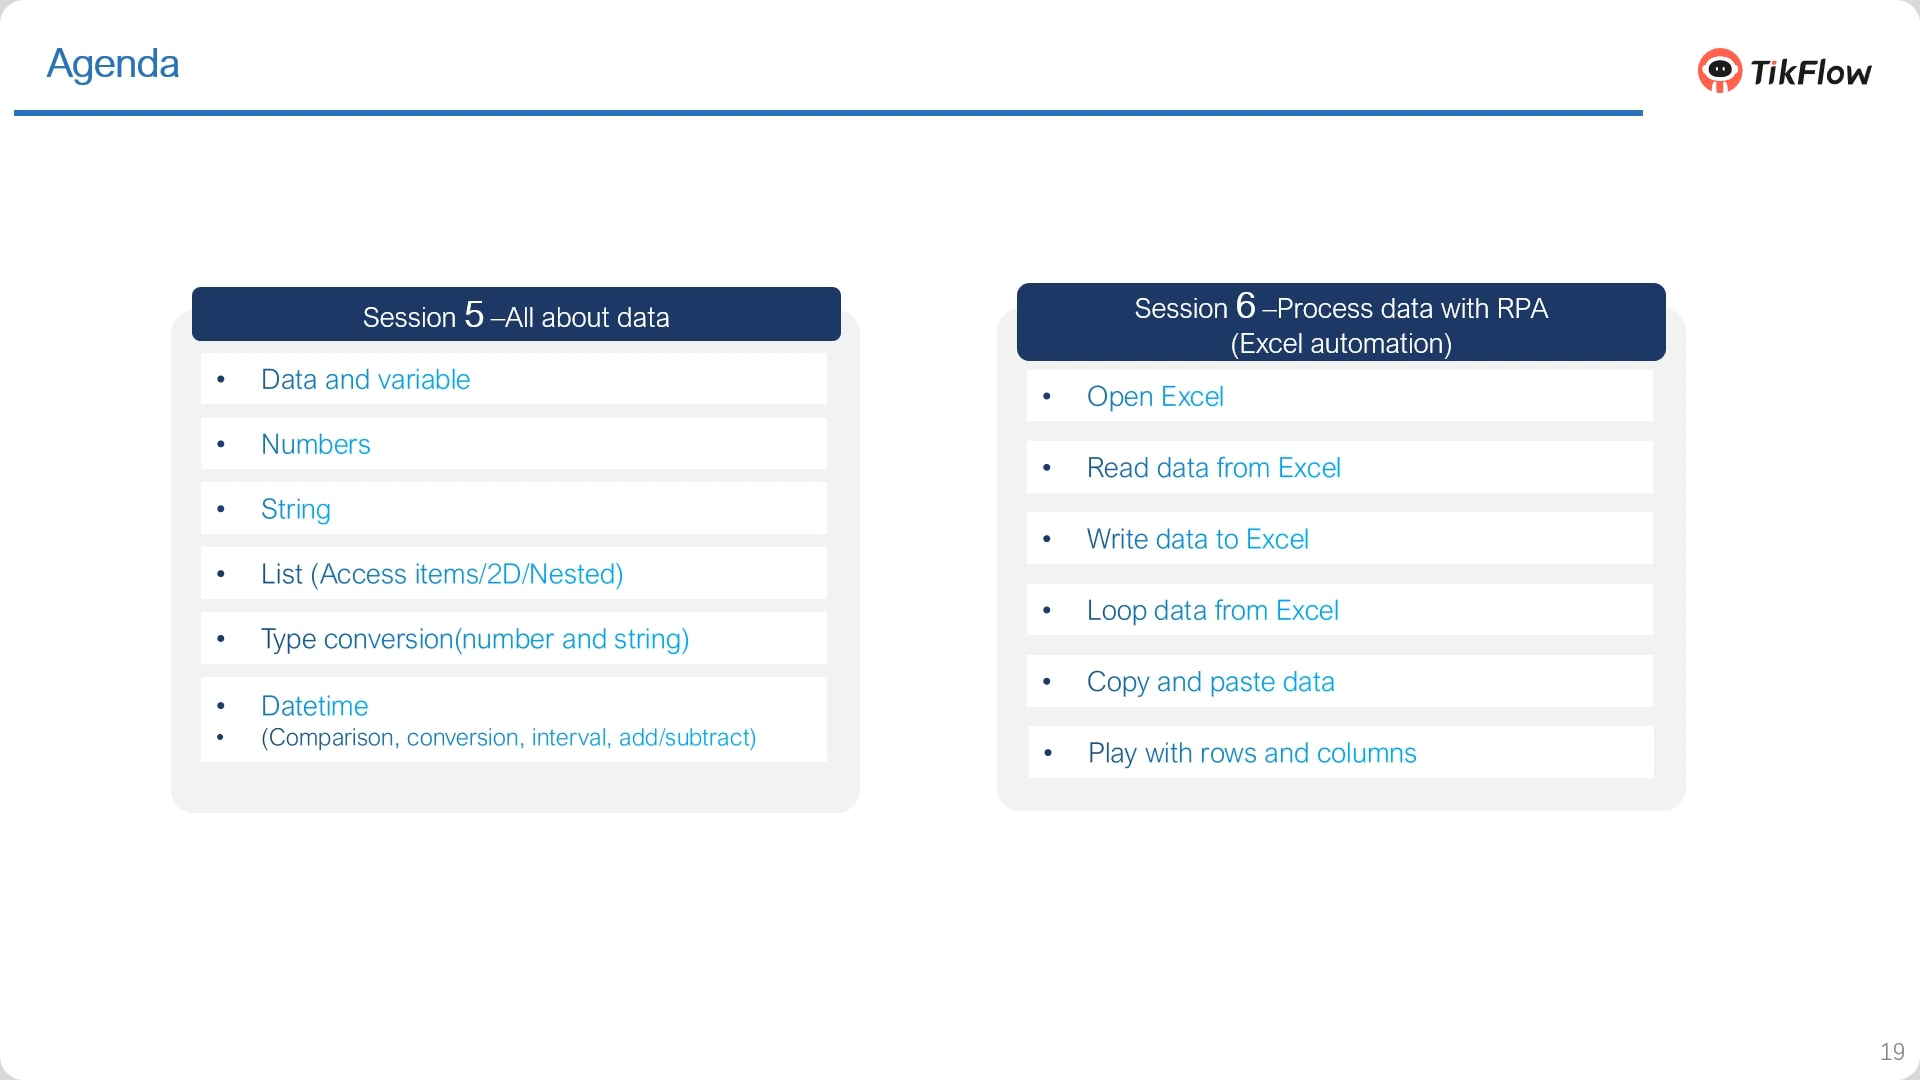 Agenda
TikFlow
Session 5 –All about data
• Data and variable
• Numbers
• String
• List (Access items/2D/Nested)
• Type conversion(number and string)
• Datetime
• (Comparison, conversion, interval, add/subtract)
Session 6 –Process data with RPA
(Excel automation)
• Open Excel
• Read data from Excel
• Write data to Excel
• Loop data from Excel
• Copy and paste data
• Play with rows and columns
19